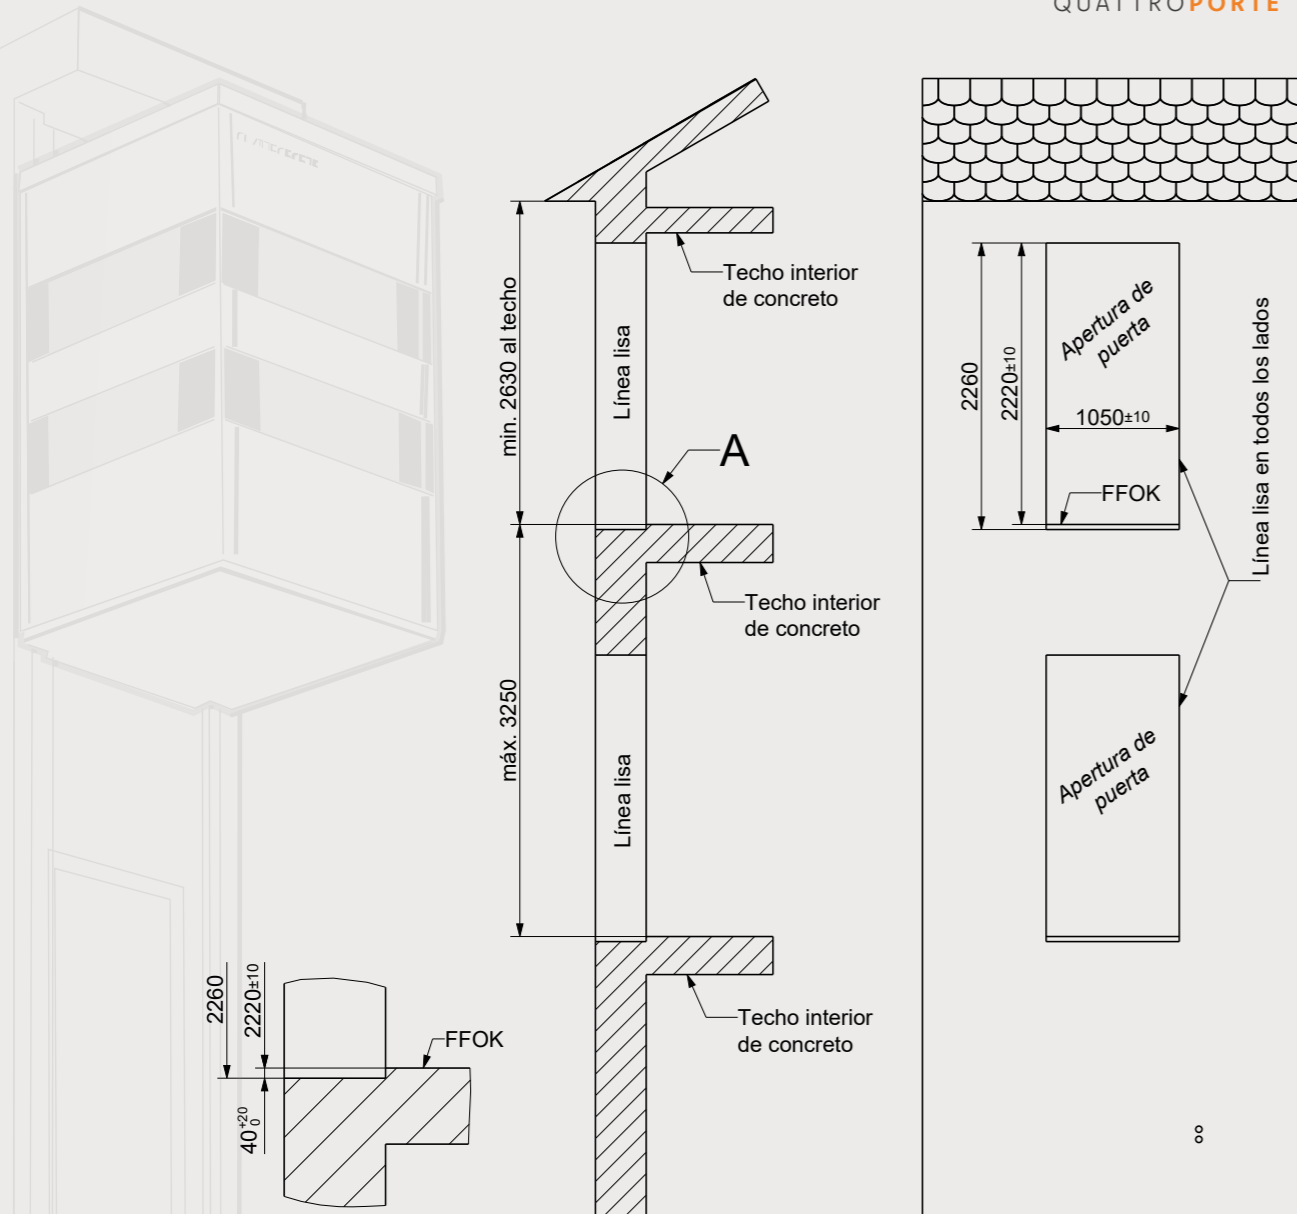 QUATTROPORTE
min. 2630 al techo
Línea lisa
Techo interior
de concreto
A
Techo interior
de concreto
máx. 3250
Línea lisa
Techo interior
de concreto
2260
2220±10
Apertura de
puerta
1050±10
FFOK
Línea lisa en todos los lados
Apertura de
puerta
2260
2220±10
FFOK
40 +20 0